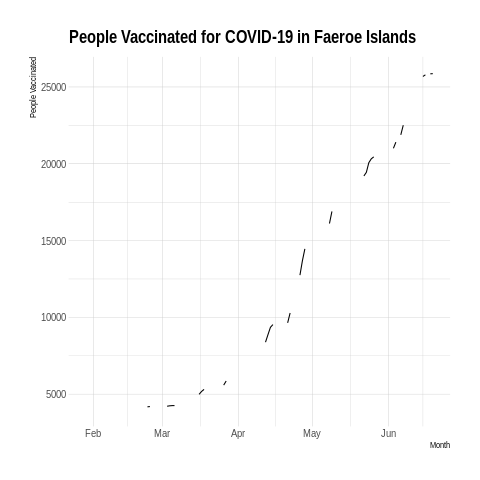 People Vaccinated for COVID-19 in Faeroe Islands
People Vaccinated
25000
20000
15000
10000
5000
Feb Mar Apr May Jun
Month